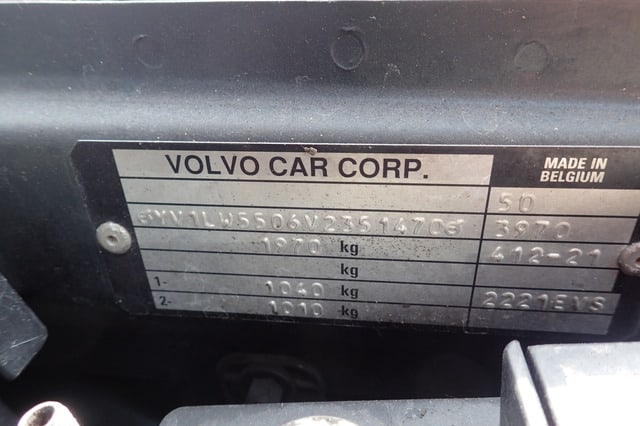 VOLVO CAR CORP.
MADE IN
BELGIUM
50
YV1LW5506V2351470
3970
1970 kg
412-21
kg
1- 1040 kg
2- 1010 kg
2221EVS